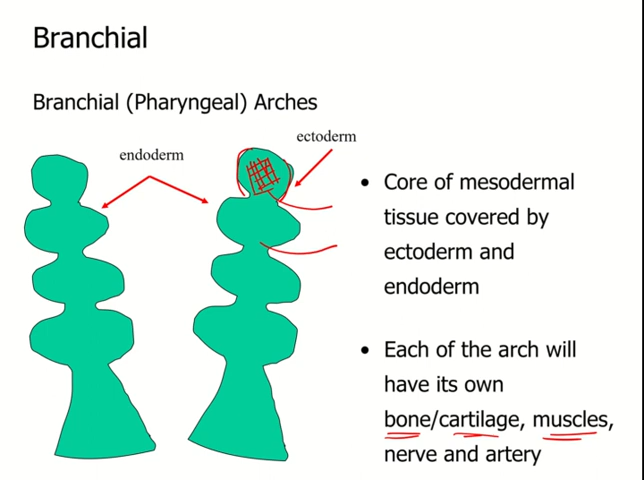 Branchial
Branchial (Pharyngeal) Arches
ectoderm
endoderm
• Core of mesodermal
tissue covered by
ectoderm and
endoderm
• Each of the arch will
have its own
bone/cartilage, muscles,
nerve and artery